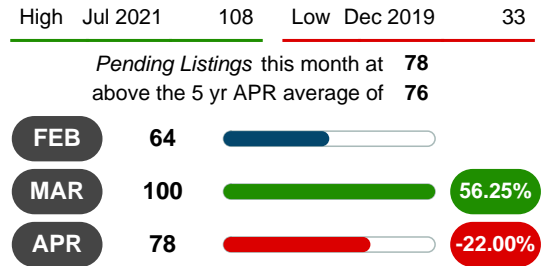 High Jul 2021 108 Low Dec 2019 33
Pending Listings this month at 78
above the 5 yr APR average of 76
FEB 64
MAR 100 56.25%
APR 78 -22.00%